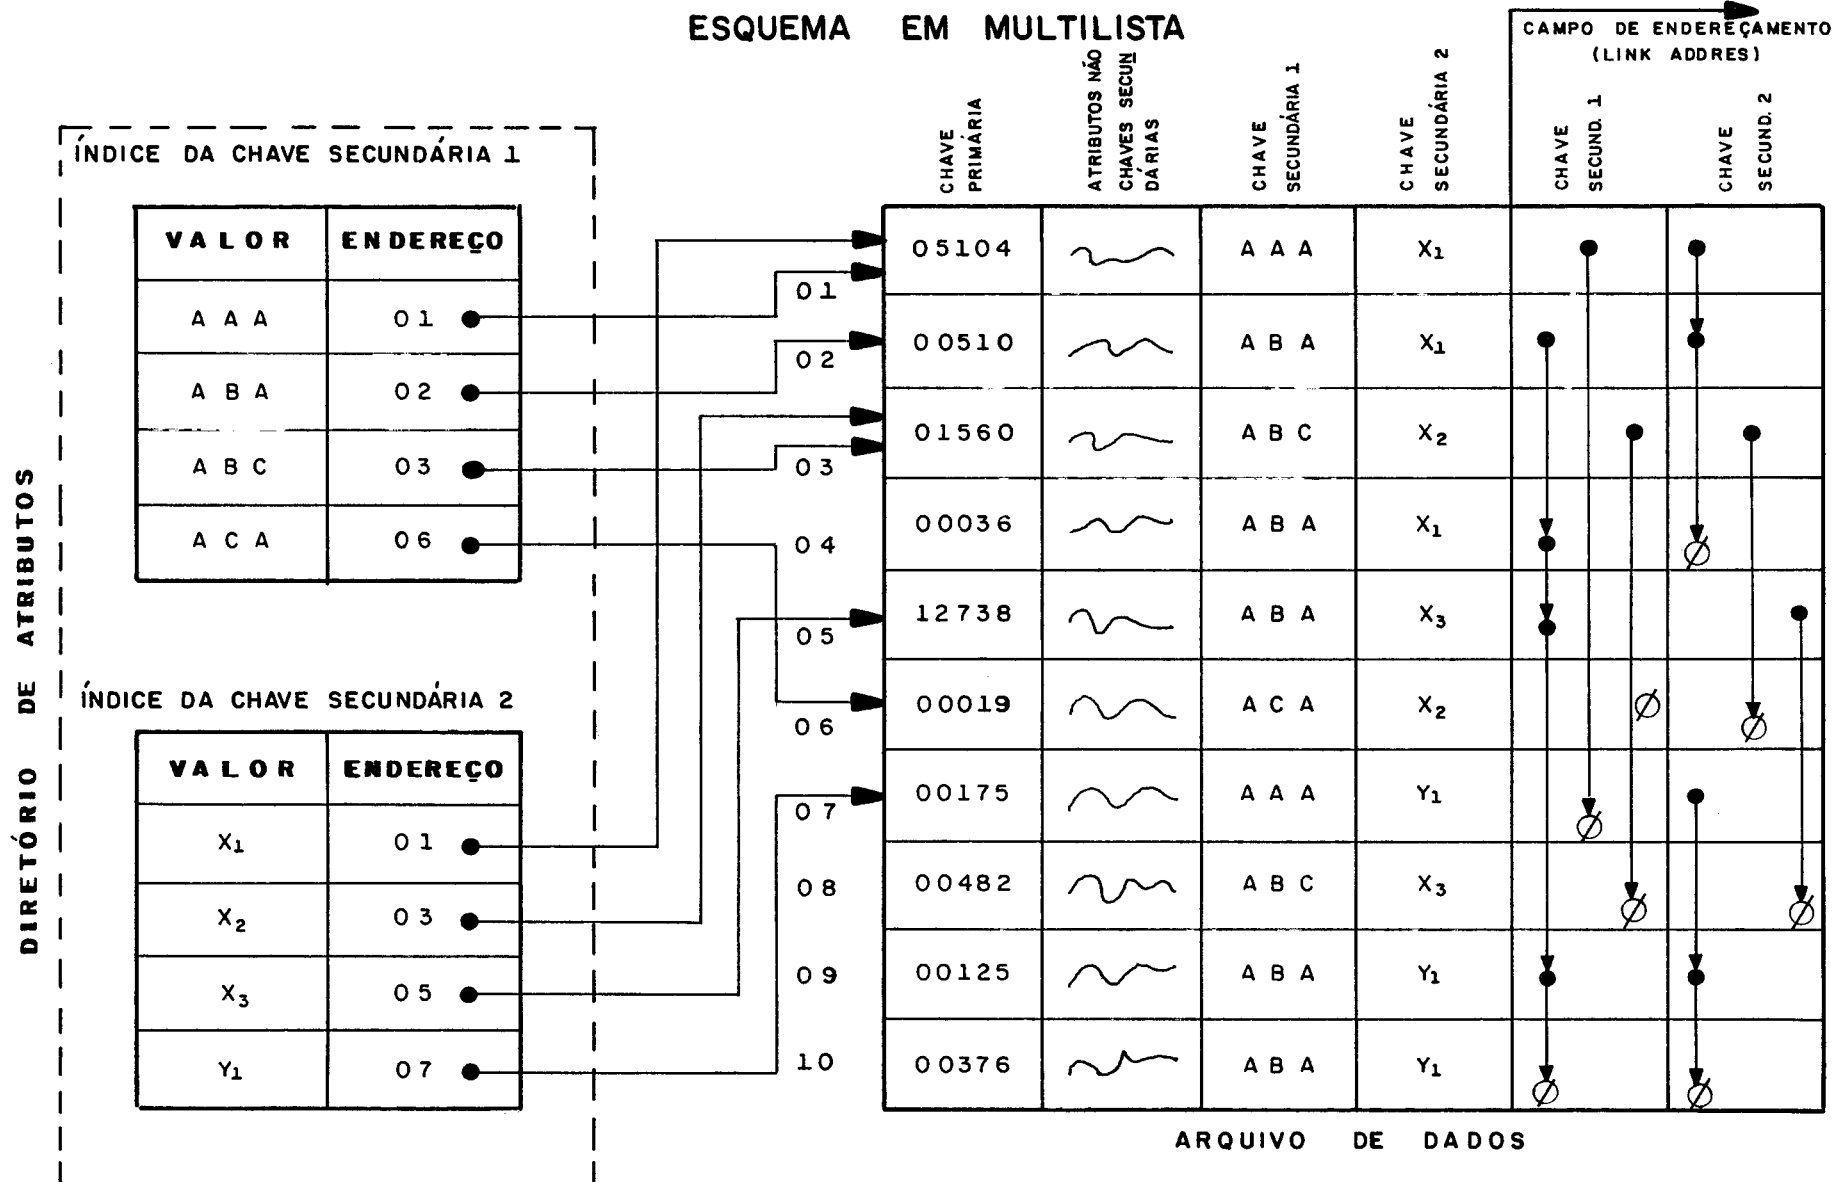 ESQUEMA EM MULTILISTA
CAMPO DE ENDEREÇAMENTO
(LINK ADDRES)
CHAVE
PRIMÁRIA
ATRIBUTOS NÃO
CHAVES SECUN
DÁRIAS
CHAVE
SECUNDÁRIA 1
CHAVE
SECUNDÁRIA 2
CHAVE
SECUND. 1
CHAVE
SECUND. 2
DIRETÓRIO DE ATRIBUTOS
ÍNDICE DA CHAVE SECUNDÁRIA 1
VALOR ENDEREÇO
AAA 01
ABA 02
ABC 03
ACA 06
ÍNDICE DA CHAVE SECUNDÁRIA 2
VALOR ENDEREÇO
X1 01
X2 03
X3 05
Y1 07
01 05104 AAA X1
02 00510 ABA X1
03 01560 ABC X2
04 00036 ABA X1 Ø
05 12738 ABA X3
06 00019 ACA X2 Ø Ø
07 00175 AAA Y1 Ø
08 00482 ABC X3 Ø Ø
09 00125 ABA Y1
10 00376 ABA Y1 Ø Ø
ARQUIVO DE DADOS